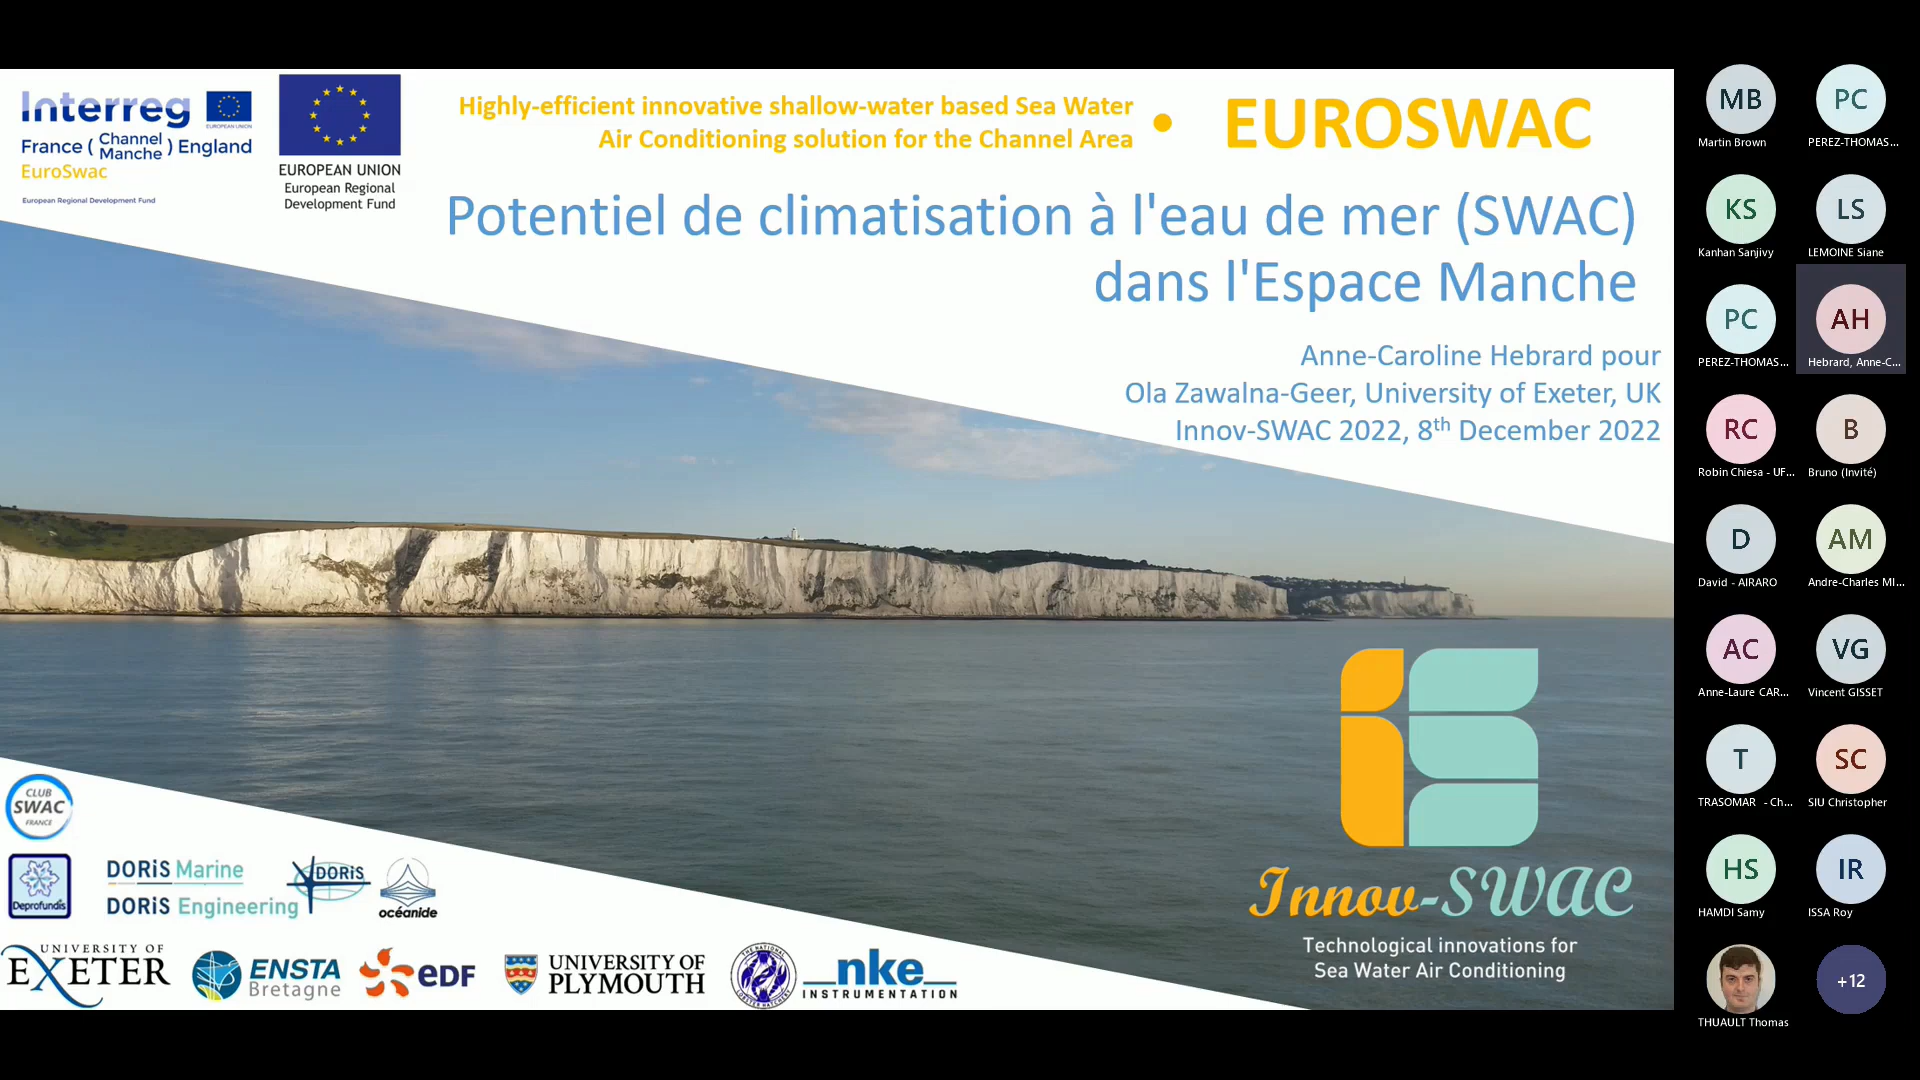 Interreg
EUROPEAN UNION
France ( Channel Manche ) England
EuroSwac
European Regional Development Fund
EUROPEAN UNION
European Regional
Development Fund
Highly-efficient innovative shallow-water based Sea Water
Air Conditioning solution for the Channel Area
• EUROSWAC
Potentiel de climatisation à l'eau de mer (SWAC)
dans l'Espace Manche
Anne-Caroline Hebrard pour
Ola Zawalna-Geer, University of Exeter, UK
Innov-SWAC 2022, 8th December 2022
Innov-SWAC
Technological innovations for
Sea Water Air Conditioning
CLUB
SWAC
FRANCE
Deprofundis
DORiS Marine
DORiS Engineering
DORiS
océanide
UNIVERSITY OF
EXETER
ENSTA
Bretagne
eDF
UNIVERSITY OF
PLYMOUTH
THE NATIONAL
LOBSTER HATCHERY
nke
INSTRUMENTATION
MB
Martin Brown
PC
PEREZ-THOMAS...
KS
Kanhan Sanjivy
LS
LEMOINE Siane
PC
PEREZ-THOMAS...
AH
Hebrard, Anne-C...
RC
Robin Chiesa - UF...
B
Bruno (Invité)
D
David - AIRARO
AM
Andre-Charles MI...
AC
Anne-Laure CAR...
VG
Vincent GISSET
T
TRASOMAR - Ch...
SC
SIU Christopher
HS
HAMDI Samy
IR
ISSA Roy
THUAULT Thomas
+12